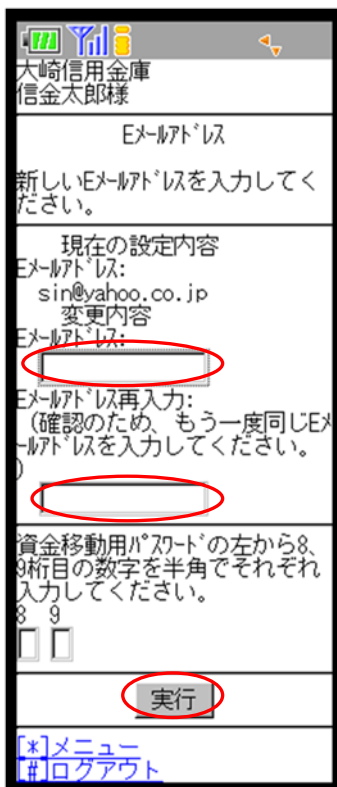 大崎信用金庫
信金太郎様
Eﾒｰﾙｱﾄﾞﾚｽ
新しいEﾒｰﾙｱﾄﾞﾚｽを入力してく
ださい。
現在の設定内容
Eﾒｰﾙｱﾄﾞﾚｽ:
sin@yahoo.co.jp
変更内容
Eﾒｰﾙｱﾄﾞﾚｽ:
Eﾒｰﾙｱﾄﾞﾚｽ再入力:
(確認のため、もう一度同じEﾒ
ｰﾙｱﾄﾞﾚｽを入力してください。
)
資金移動用ﾊﾟｽﾜｰﾄﾞの左から8、
9桁目の数字を半角でそれぞれ
入力してください。
8 9
実行
[*]メニュー
[#]ログアウト